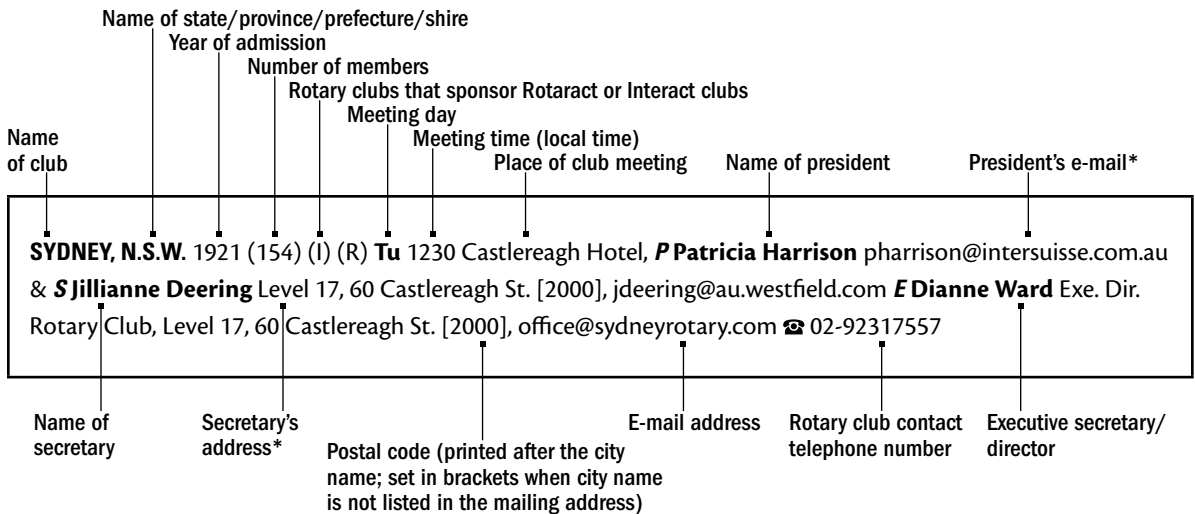 Name of state/province/prefecture/shire
Year of admission
Number of members
Rotary clubs that sponsor Rotaract or Interact clubs
Meeting day
Meeting time (local time)
Name
of club
Place of club meeting
Name of president
President's e-mail*
SYDNEY, N.S.W. 1921 (154) (I) (R) Tu 1230 Castlereagh Hotel, P Patricia Harrison pharrison@intersuisse.com.au
& S Jillianne Deering Level 17, 60 Castlereagh St. [2000], jdeering@au.westfield.com E Dianne Ward Exe. Dir.
Rotary Club, Level 17, 60 Castlereagh St. [2000], office@sydneyrotary.com ☎ 02-92317557
Name of
secretary
Secretary's
address*
Postal code (printed after the city
name; set in brackets when city name
is not listed in the mailing address)
E-mail address
Rotary club contact
telephone number
Executive secretary/
director